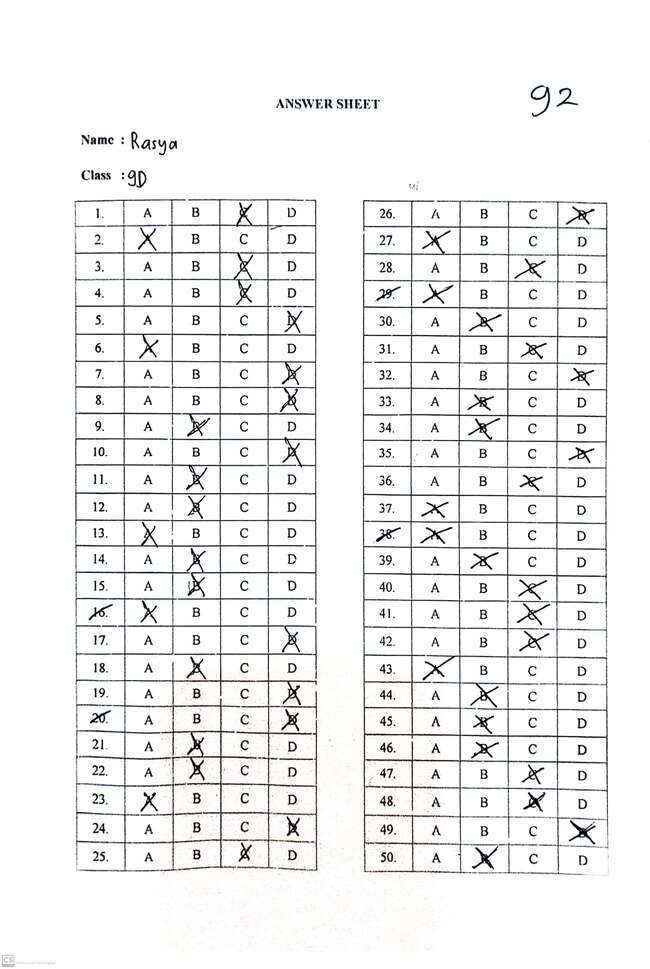 ANSWER SHEET
92
Name : Rasya
Class : 9D
1. A B C D
2. A B C D
3. A B C D
4. A B C D
5. A B C D
6. A B C D
7. A B C D
8. A B C D
9. A B C D
10. A B C D
11. A B C D
12. A B C D
13. A B C D
14. A B C D
15. A B C D
16. A B C D
17. A B C D
18. A B C D
19. A B C D
20. A B C D
21. A B C D
22. A B C D
23. A B C D
24. A B C D
25. A B C D
26. A B C D
27. A B C D
28. A B C D
29. A B C D
30. A B C D
31. A B C D
32. A B C D
33. A B C D
34. A B C D
35. A B C D
36. A B C D
37. A B C D
38. A B C D
39. A B C D
40. A B C D
41. A B C D
42. A B C D
43. A B C D
44. A B C D
45. A B C D
46. A B C D
47. A B C D
48. A B C D
49. A B C D
50. A B C D
CS